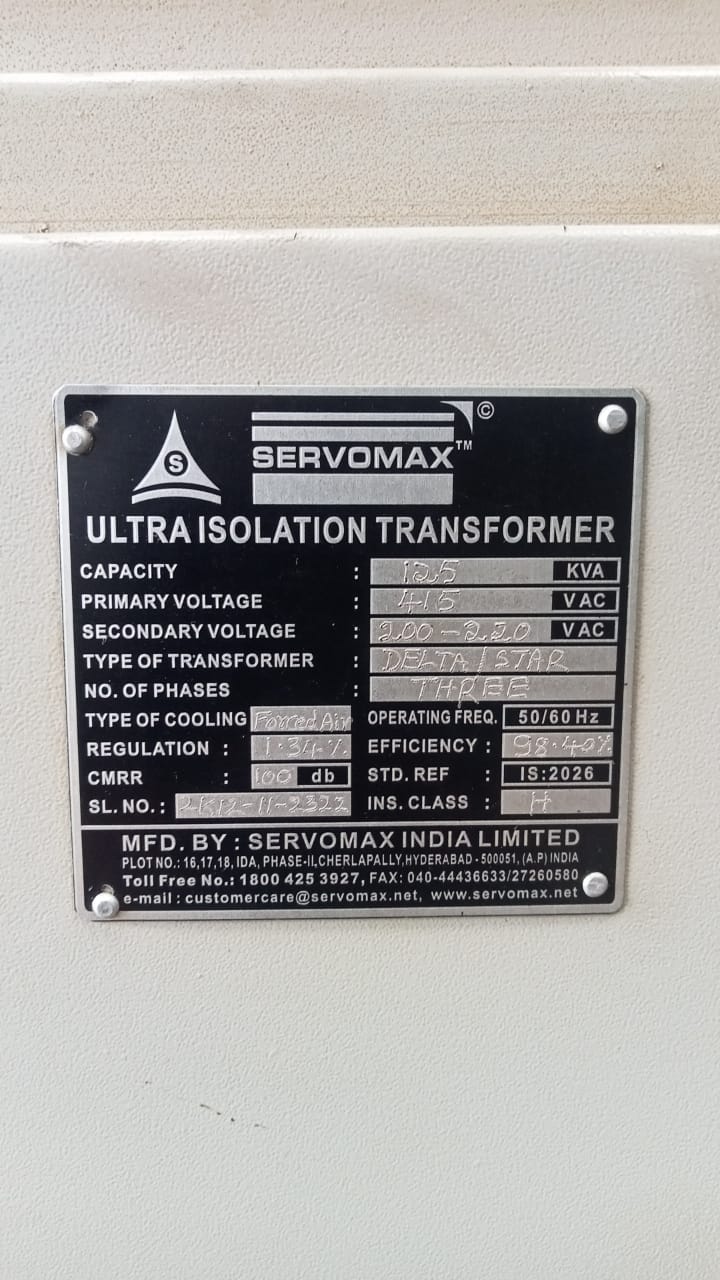 S
SERVOMAX™ ©
ULTRA ISOLATION TRANSFORMER
CAPACITY : 125 KVA
PRIMARY VOLTAGE : 415 VAC
SECONDARY VOLTAGE : 200-220 VAC
TYPE OF TRANSFORMER : DELTA/STAR
NO. OF PHASES : THREE
TYPE OF COOLING Forred Air OPERATING FREQ. 50/60 Hz
REGULATION : 1.34% EFFICIENCY : 98.40%
CMRR : 100 db STD. REF : IS:2026
SL. NO. : 2K12-11-2322 INS. CLASS : H
MFD. BY : SERVOMAX INDIA LIMITED
PLOT NO.: 16,17,18, IDA, PHASE-II, CHERLAPALLY, HYDERABAD - 500051, (A.P) INDIA
Toll Free No.: 1800 425 3927, FAX: 040-44436633/27260580
e-mail : customercare@servomax.net, www.servomax.net